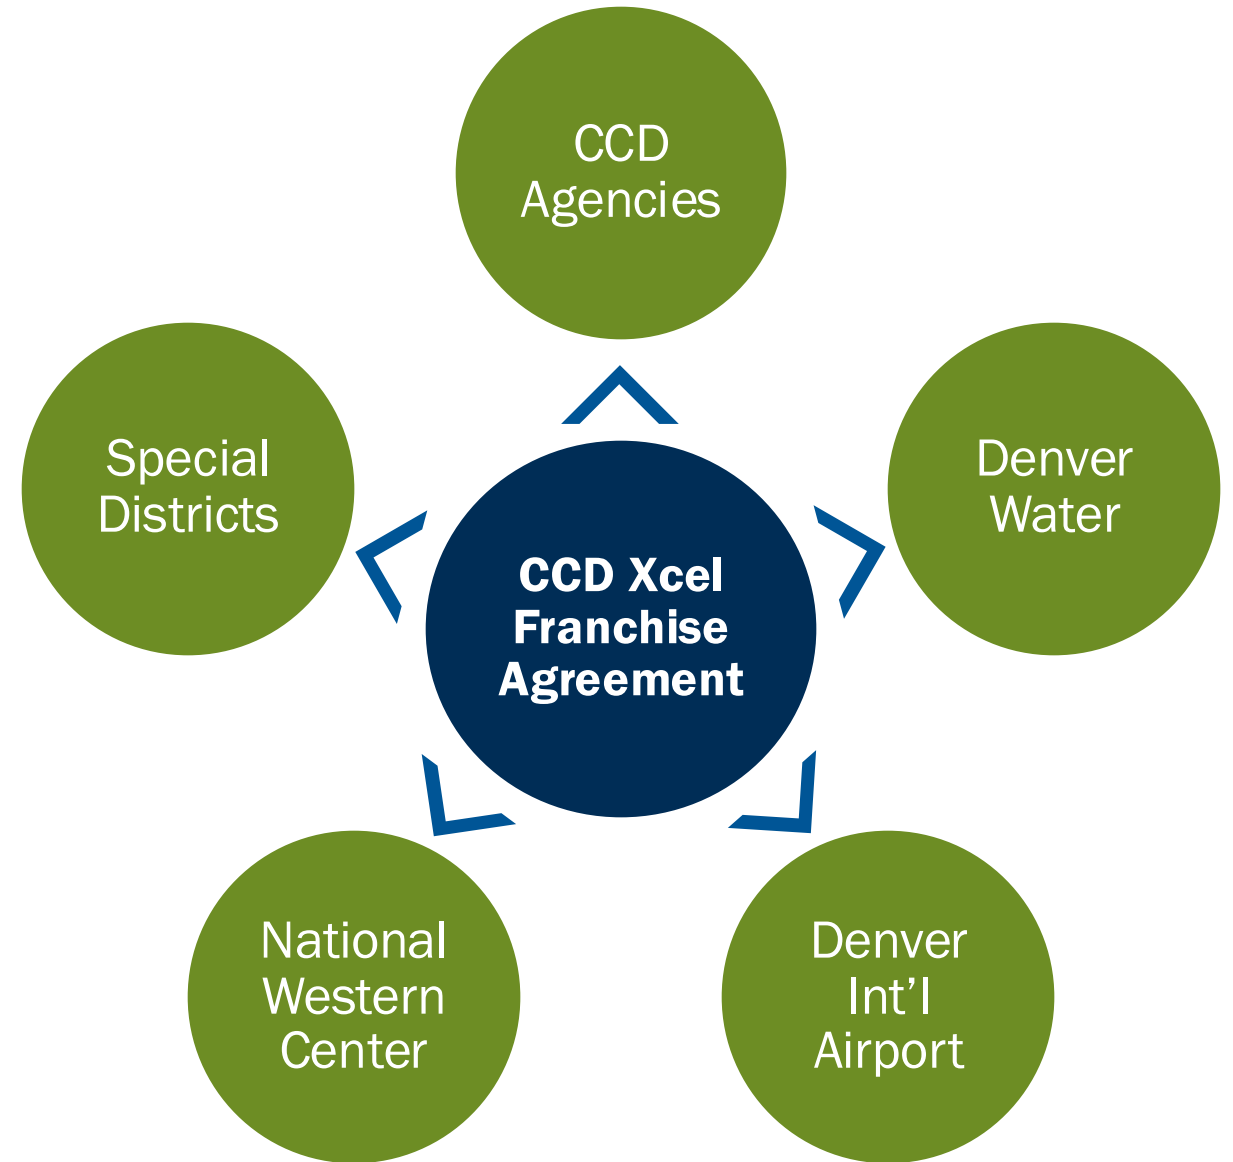 CCD
Agencies
Special
Districts
Denver
Water
CCD Xcel
Franchise
Agreement
National
Western
Center
Denver
Int’l
Airport